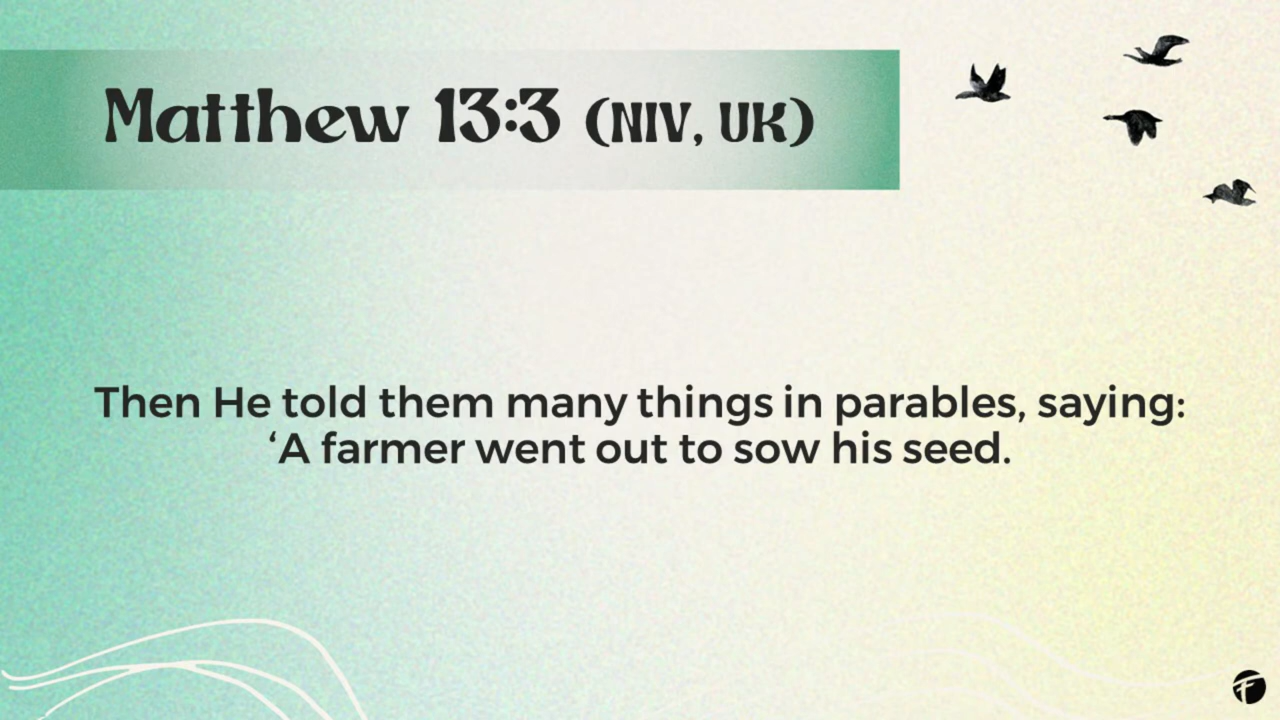 Matthew 13:3 (NIV, UK)
Then He told them many things in parables, saying:
‘A farmer went out to sow his seed.